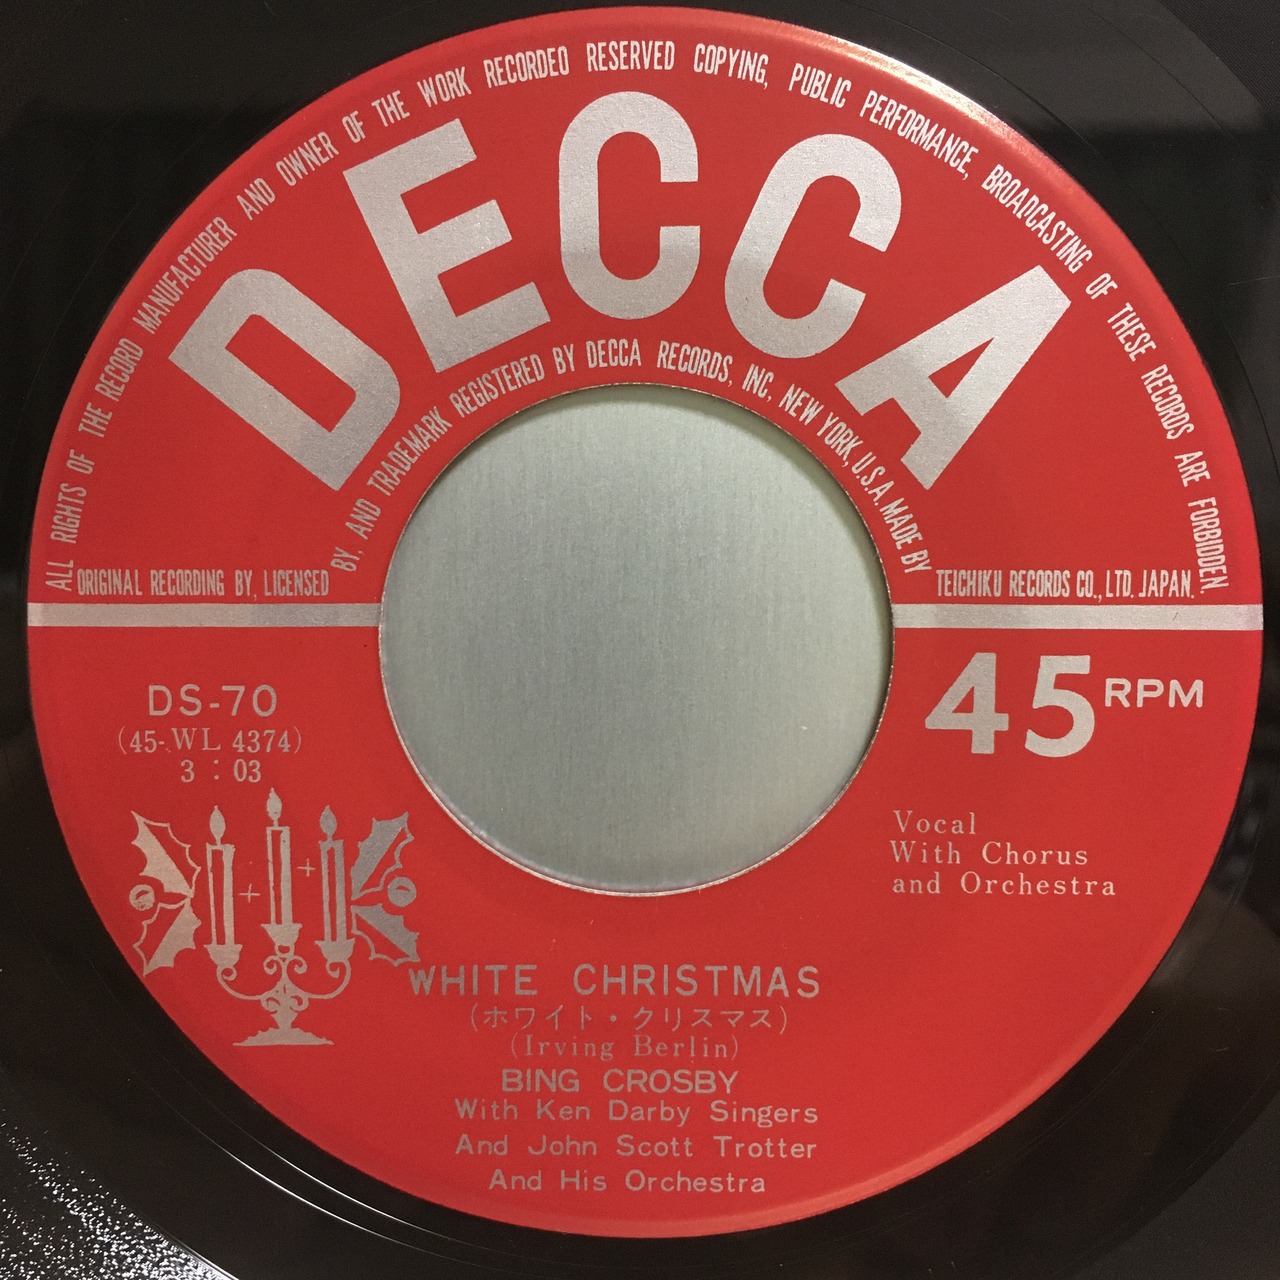 ALL RIGHTS OF THE RECORD MANUFACTURER AND OWNER OF THE WORK RECORDED RESERVED COPYING, PUBLIC PERFORMANCE, BROADCASTING OF THESE RECORDS ARE FORBIDDEN.
DECCA
ORIGINAL RECORDING BY, LICENSED
BY, AND TRADEMARK REGISTERED BY DECCA RECORDS, INC, NEW YORK, U.S.A. MADE BY
TEICHIKU RECORDS CO., LTD. JAPAN.
DS-70
(45-WL 4374)
3 : 03
45 RPM
Vocal
With Chorus
and Orchestra
WHITE CHRISTMAS
(ホワイト・クリスマス)
(Irving Berlin)
BING CROSBY
With Ken Darby Singers
And John Scott Trotter
And His Orchestra